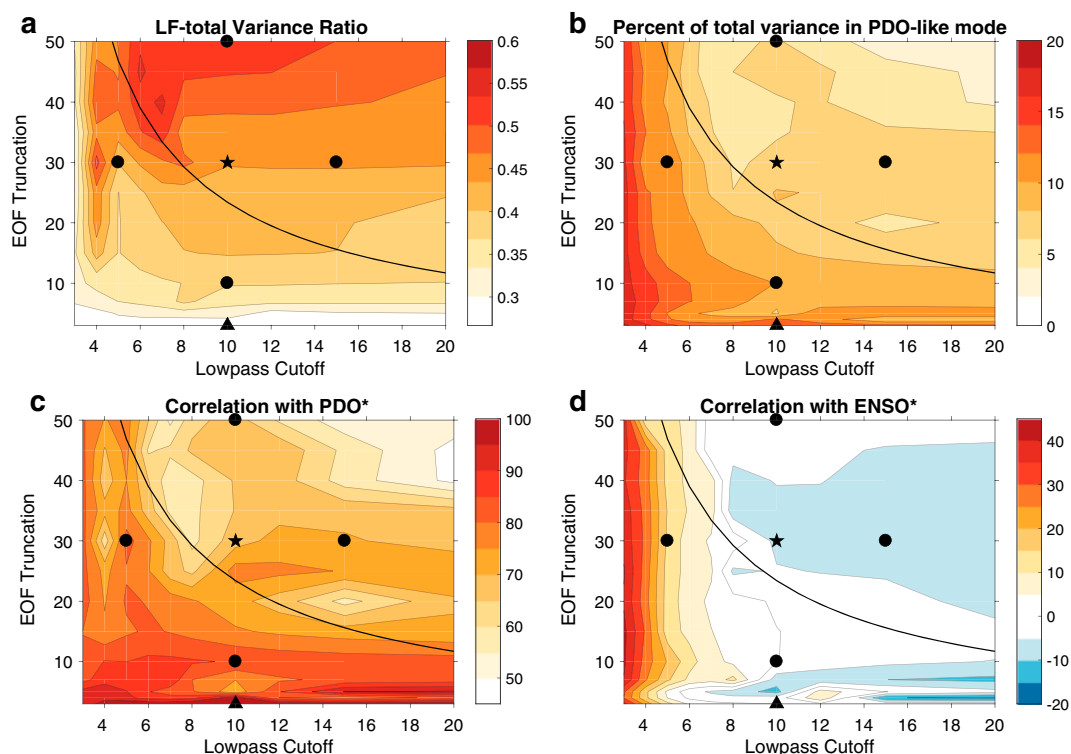 a
LF-total Variance Ratio
EOF Truncation
50
40
30
20
10
4 6 8 10 12 14 16 18 20
Lowpass Cutoff
0.6
0.55
0.5
0.45
0.4
0.35
0.3
b
Percent of total variance in PDO-like mode
EOF Truncation
50
40
30
20
10
4 6 8 10 12 14 16 18 20
Lowpass Cutoff
20
15
10
5
0
c
Correlation with PDO*
EOF Truncation
50
40
30
20
10
4 6 8 10 12 14 16 18 20
Lowpass Cutoff
100
90
80
70
60
50
d
Correlation with ENSO*
EOF Truncation
50
40
30
20
10
4 6 8 10 12 14 16 18 20
Lowpass Cutoff
40
30
20
10
0
-10
-20